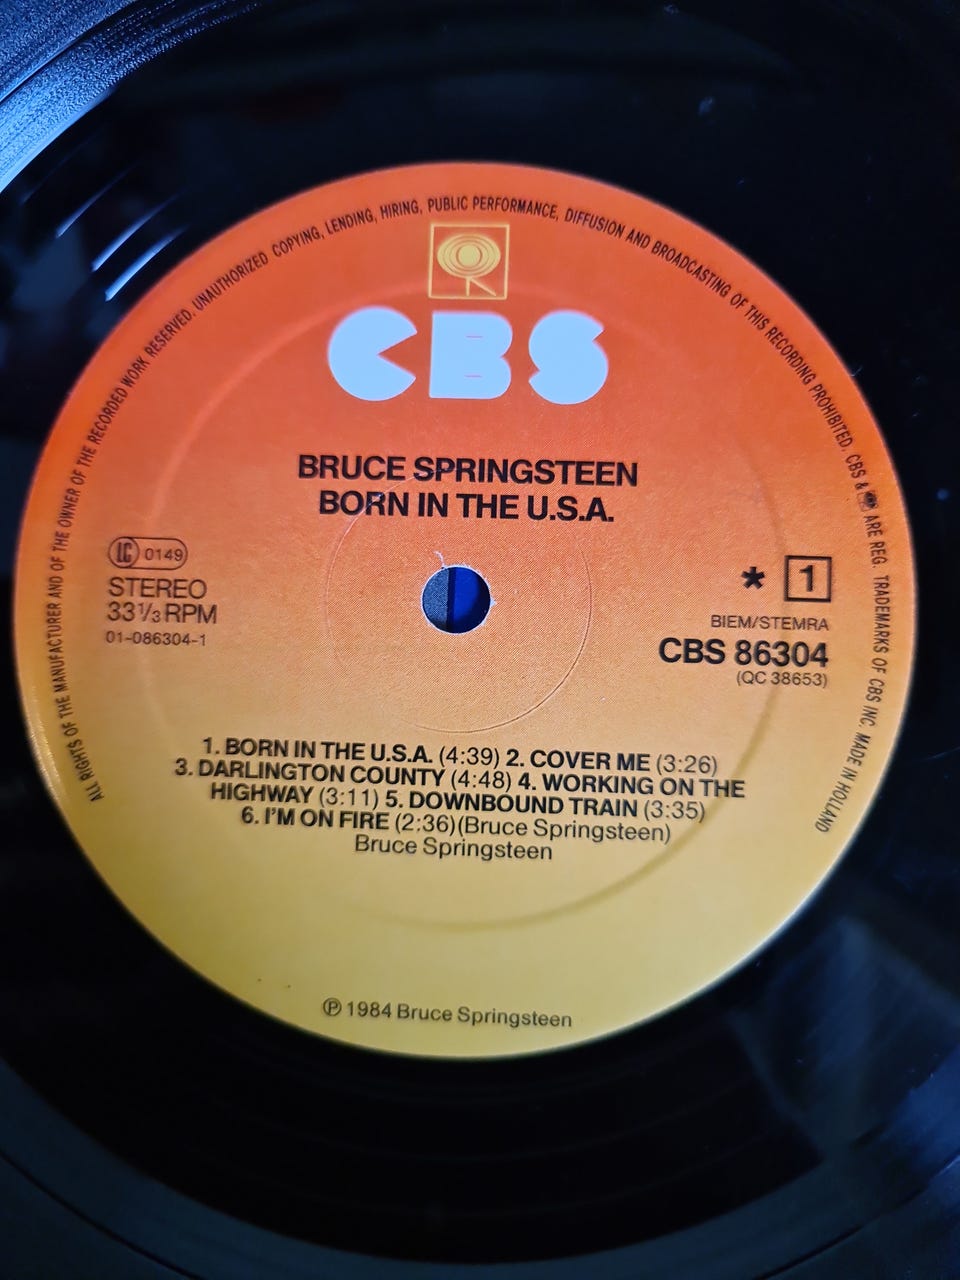 ALL RIGHTS OF THE MANUFACTURER AND OF THE OWNER OF THE RECORDED WORK RESERVED. UNAUTHORIZED COPYING, LENDING, HIRING, PUBLIC PERFORMANCE, DIFFUSION AND BROADCASTING OF THIS RECORDING PROHIBITED. CBS & ARE REG. TRADEMARKS OF CBS INC. MADE IN HOLLAND
CBS
BRUCE SPRINGSTEEN
BORN IN THE U.S.A.
LC 0149
STEREO
33 1/3 RPM
01-086304-1
* 1
BIEM/STEMRA
CBS 86304
(QC 38653)
1. BORN IN THE U.S.A. (4:39) 2. COVER ME (3:26)
3. DARLINGTON COUNTY (4:48) 4. WORKING ON THE
HIGHWAY (3:11) 5. DOWNBOUND TRAIN (3:35)
6. I'M ON FIRE (2:36)(Bruce Springsteen)
Bruce Springsteen
℗ 1984 Bruce Springsteen